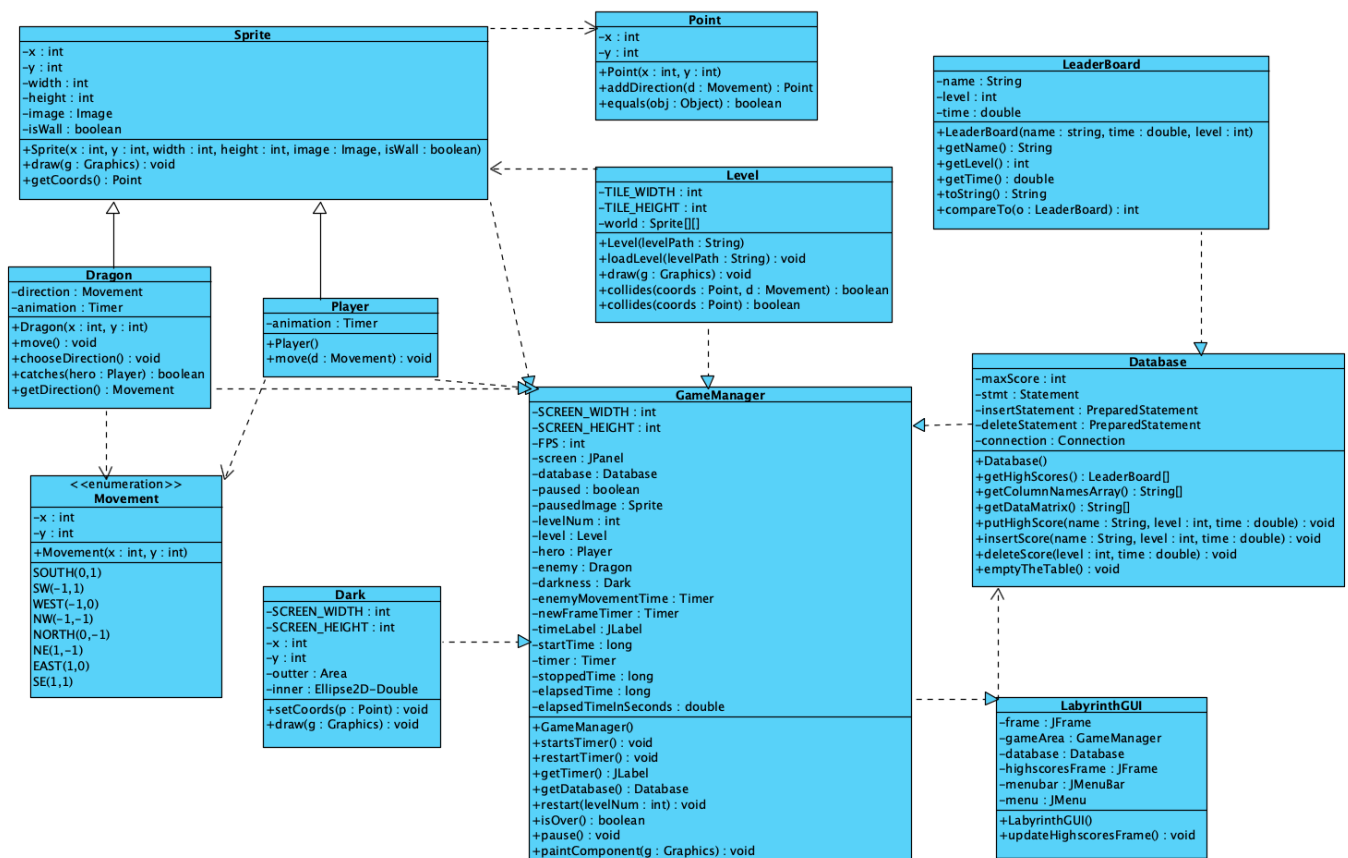 Sprite
-x : int
-y : int
-width : int
-height : int
-image : Image
-isWall : boolean
+Sprite(x : int, y : int, width : int, height : int, image : Image, isWall : boolean)
+draw(g : Graphics) : void
+getCoords() : Point
Point
-x : int
-y : int
+Point(x : int, y : int)
+addDirection(d : Movement) : Point
+equals(obj : Object) : boolean
LeaderBoard
-name : String
-level : int
-time : double
+LeaderBoard(name : string, time : double, level : int)
+getName() : String
+getLevel() : int
+getTime() : double
+toString() : String
+compareTo(o : LeaderBoard) : int
Level
-TILE_WIDTH : int
-TILE_HEIGHT : int
-world : Sprite[][]
+Level(levelPath : String)
+loadLevel(levelPath : String) : void
+draw(g : Graphics) : void
+collides(coords : Point, d : Movement) : boolean
+collides(coords : Point) : boolean
Dragon
-direction : Movement
-animation : Timer
+Dragon(x : int, y : int)
+move() : void
+chooseDirection() : void
+catches(hero : Player) : boolean
+getDirection() : Movement
Player
-animation : Timer
+Player()
+move(d : Movement) : void
Database
-maxScore : int
-stmt : Statement
-insertStatement : PreparedStatement
-deleteStatement : PreparedStatement
-connection : Connection
+Database()
+getHighScores() : LeaderBoard[]
+getColumnNamesArray() : String[]
+getDataMatrix() : String[]
+putHighScore(name : String, level : int, time : double) : void
+insertScore(name : String, level : int, time : double) : void
+deleteScore(level : int, time : double) : void
+emptyTheTable() : void
GameManager
-SCREEN_WIDTH : int
-SCREEN_HEIGHT : int
-FPS : int
-screen : JPanel
-database : Database
-paused : boolean
-pausedImage : Sprite
-levelNum : int
-level : Level
-hero : Player
-enemy : Dragon
-darkness : Dark
-enemyMovementTime : Timer
-newFrameTimer : Timer
-timeLabel : JLabel
-startTime : long
-timer : Timer
-stoppedTime : long
-elapsedTime : long
-elapsedTimeInSeconds : double
+GameManager()
+startsTimer() : void
+restartTimer() : void
+getTimer() : JLabel
+getDatabase() : Database
+restart(levelNum : int) : void
+isOver() : boolean
+pause() : void
+paintComponent(g : Graphics) : void
<<enumeration>>
Movement
-x : int
-y : int
+Movement(x : int, y : int)
SOUTH(0,1)
SW(-1,1)
WEST(-1,0)
NW(-1,-1)
NORTH(0,-1)
NE(1,-1)
EAST(1,0)
SE(1,1)
Dark
-SCREEN_WIDTH : int
-SCREEN_HEIGHT : int
-x : int
-y : int
-outter : Area
-inner : Ellipse2D-Double
+setCoords(p : Point) : void
+draw(g : Graphics) : void
LabyrinthGUI
-frame : JFrame
-gameArea : GameManager
-database : Database
-highscoresFrame : JFrame
-menubar : JMenuBar
-menu : JMenu
+LabyrinthGUI()
+updateHighscoresFrame() : void